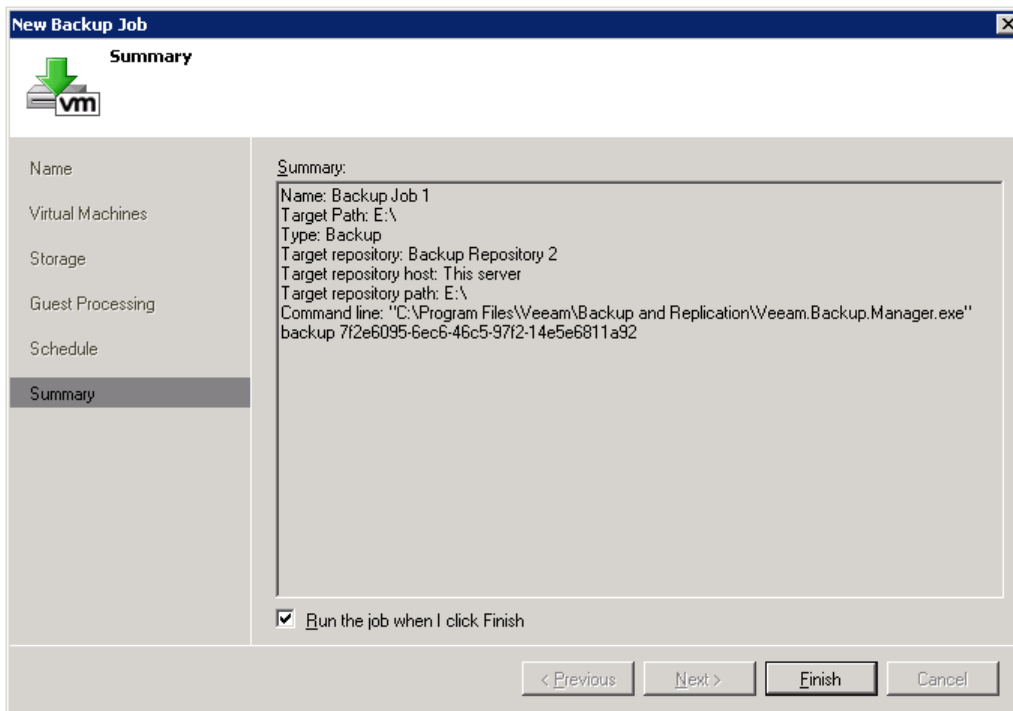 New Backup Job
Summary
vm
Name
Virtual Machines
Storage
Guest Processing
Schedule
Summary
Summary:
Name: Backup Job 1
Target Path: E:\
Type: Backup
Target repository: Backup Repository 2
Target repository host: This server
Target repository path: E:\
Command line: "C:\Program Files\Veeam\Backup and Replication\Veeam.Backup.Manager.exe"
backup 7f2e6095-6ec6-46c5-97f2-14e5e6811a92
Run the job when I click Finish
< Previous
Next >
Finish
Cancel